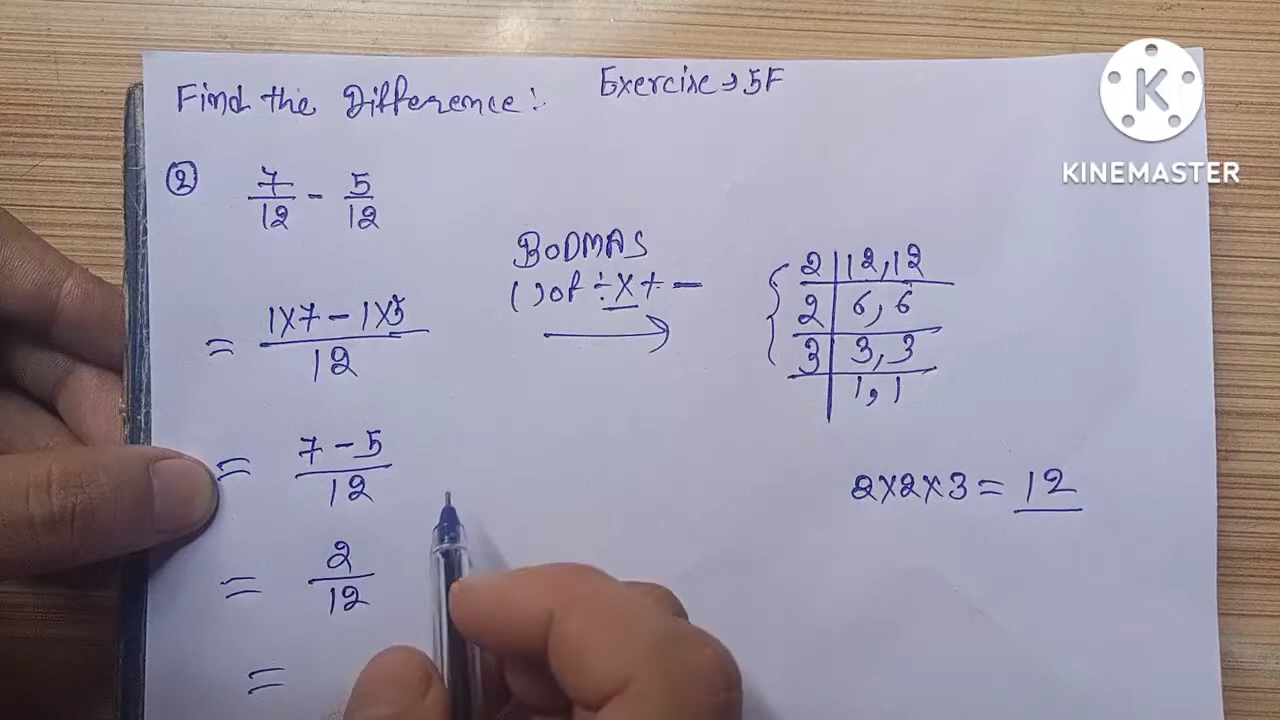 Find the Difference:
Exercise → 5F
K
KINEMASTER
② 7/12 - 5/12
= 1×7 - 1×5 / 12
= 7 - 5 / 12
= 2/12
=
BODMAS
( ) of ÷ × + -
2 | 12, 12
2 | 6, 6
3 | 3, 3
1, 1
2×2×3 = 12